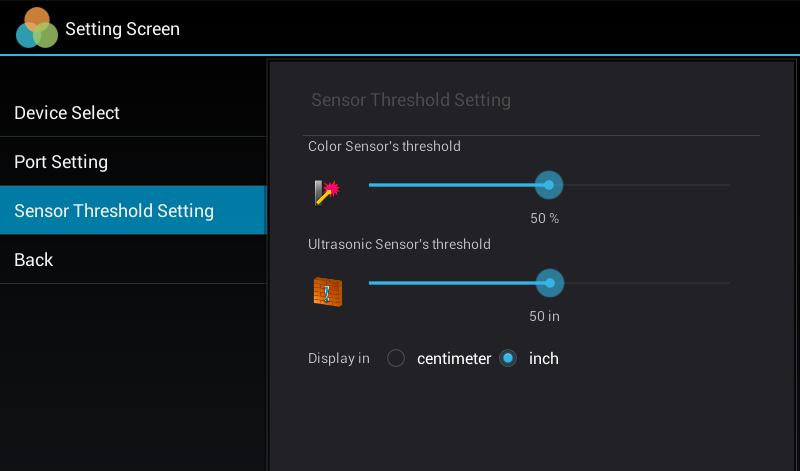 Setting Screen
Device Select
Port Setting
Sensor Threshold Setting
Back
Sensor Threshold Setting
Color Sensor's threshold
50 %
Ultrasonic Sensor's threshold
50 in
Display in centimeter inch